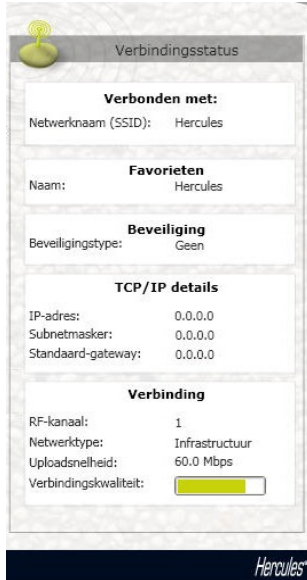 Verbindingsstatus
Verbonden met:
Netwerknaam (SSID): Hercules
Favorieten
Naam: Hercules
Beveiliging
Beveiligingstype: Geen
TCP/IP details
IP-adres: 0.0.0.0
Subnetmasker: 0.0.0.0
Standaard-gateway: 0.0.0.0
Verbinding
RF-kanaal: 1
Netwerktype: Infrastructuur
Uploadsnelheid: 60.0 Mbps
Verbindingskwaliteit:
Hercules